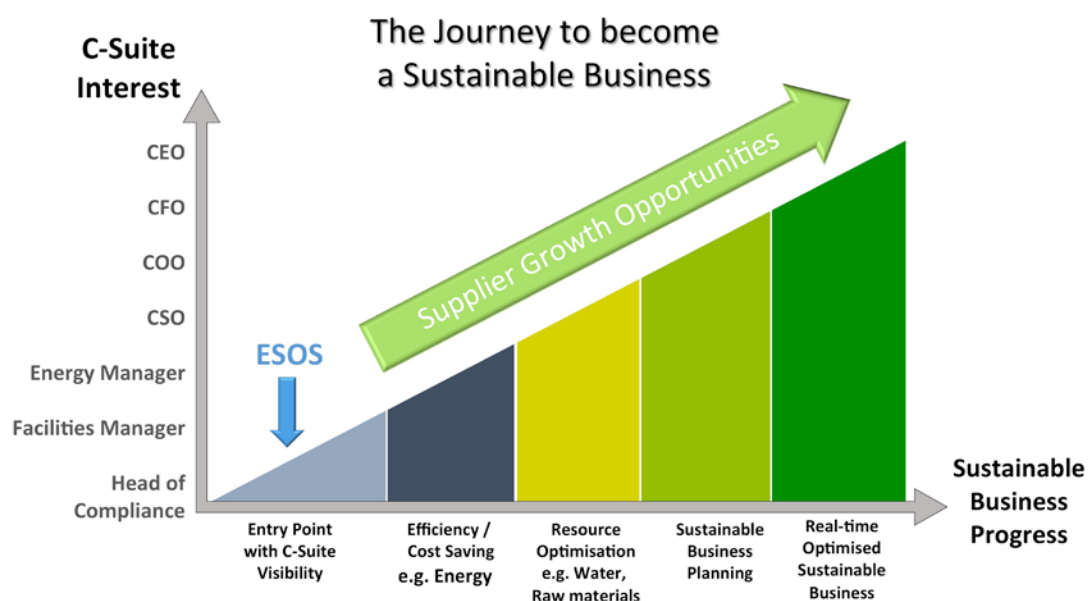 The Journey to become
a Sustainable Business
C-Suite
Interest
CEO
CFO
COO
CSO
Energy Manager
Facilities Manager
Head of
Compliance
ESOS
Supplier Growth Opportunities
Entry Point
with C-Suite
Visibility
Efficiency /
Cost Saving
e.g. Energy
Resource
Optimisation
e.g. Water,
Raw materials
Sustainable
Business
Planning
Real-time
Optimised
Sustainable
Business
Sustainable
Business
Progress